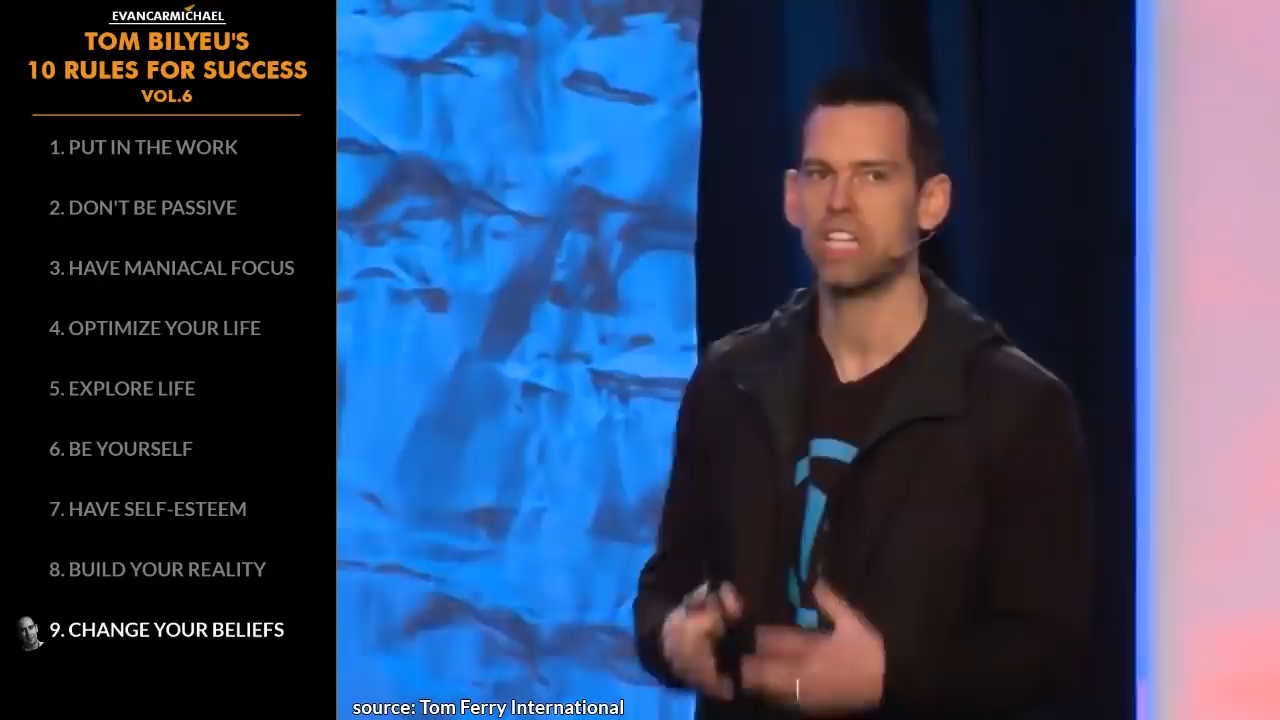 EVANCARMICHAEL
TOM BILYEU'S
10 RULES FOR SUCCESS
VOL.6
1. PUT IN THE WORK
2. DON'T BE PASSIVE
3. HAVE MANIACAL FOCUS
4. OPTIMIZE YOUR LIFE
5. EXPLORE LIFE
6. BE YOURSELF
7. HAVE SELF-ESTEEM
8. BUILD YOUR REALITY
9. CHANGE YOUR BELIEFS
source: Tom Ferry International